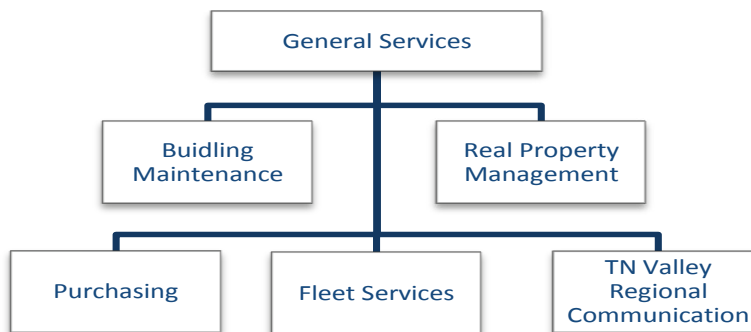 General Services
Buidling
Maintenance
Real Property
Management
Purchasing
Fleet Services
TN Valley
Regional
Communication